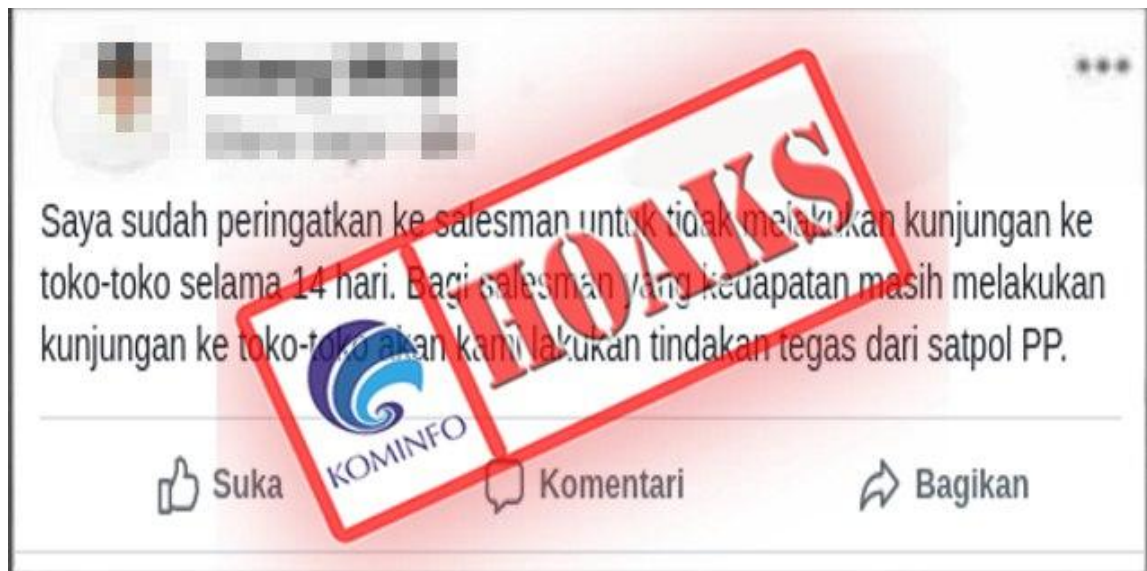 Saya sudah peringatkan ke salesman untuk tidak melakukan kunjungan ke
toko-toko selama 14 hari. Bagi salesman yang kedapatan masih melakukan
kunjungan ke toko-toko akan kami lakukan tindakan tegas dari satpol PP.
HOAKS
KOMINFO
Suka
Komentari
Bagikan